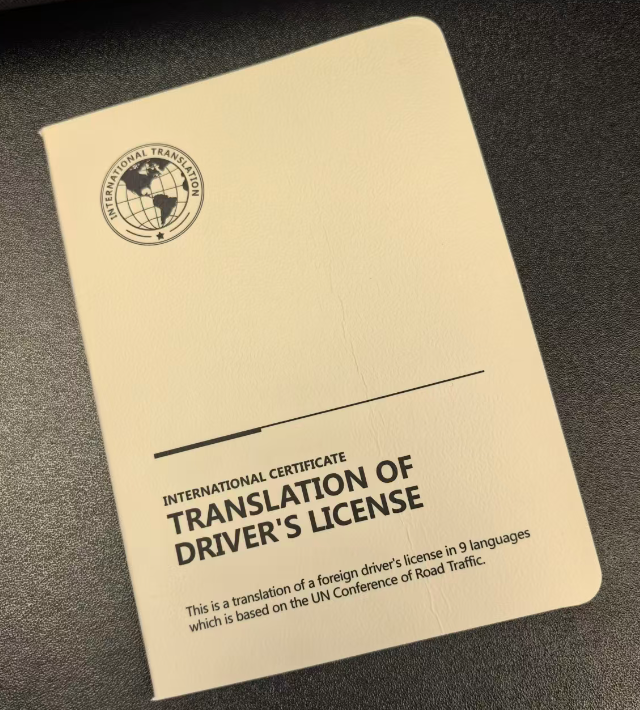 INTERNATIONAL TRANSLATION
INTERNATIONAL CERTIFICATE
TRANSLATION OF
DRIVER'S LICENSE
This is a translation of a foreign driver's license in 9 languages
which is based on the UN Conference of Road Traffic.